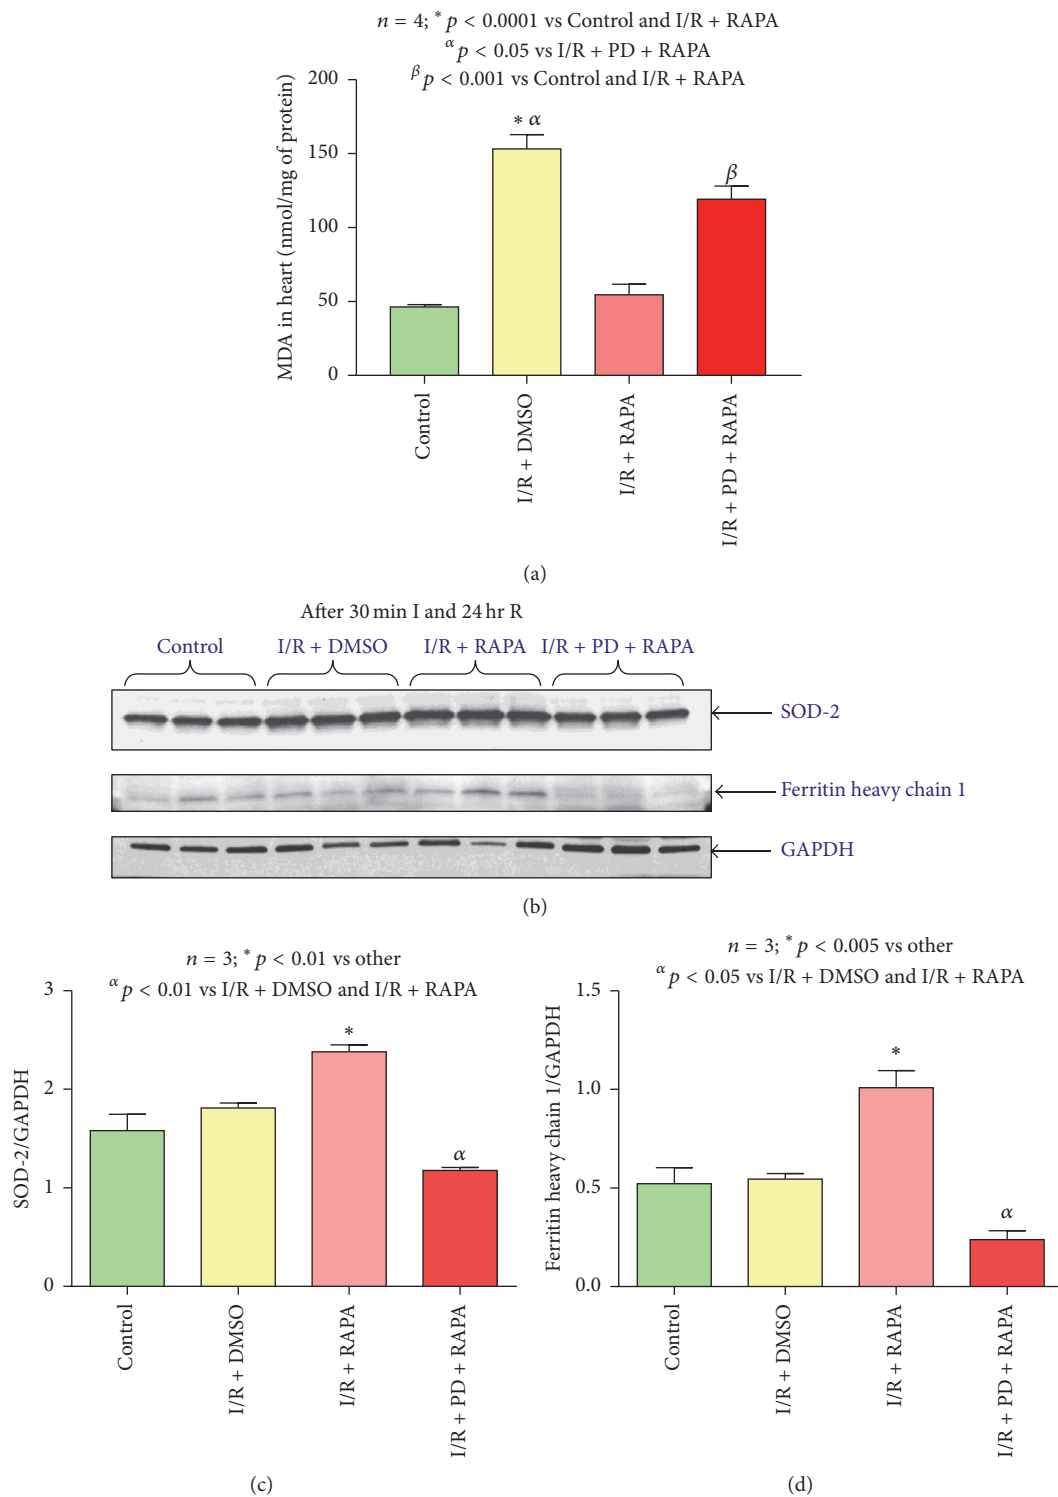 n = 4; * p < 0.0001 vs Control and I/R + RAPA
α p < 0.05 vs I/R + PD + RAPA
β p < 0.001 vs Control and I/R + RAPA
MDA in heart (nmol/mg of protein)
200
150
100
50
0
* α
β
Control
I/R + DMSO
I/R + RAPA
I/R + PD + RAPA
(a)
After 30 min I and 24 hr R
Control I/R + DMSO I/R + RAPA I/R + PD + RAPA
SOD-2
Ferritin heavy chain 1
GAPDH
(b)
n = 3; * p < 0.01 vs other
α p < 0.01 vs I/R + DMSO and I/R + RAPA
SOD-2/GAPDH
3
2
1
0
*
α
Control
I/R + DMSO
I/R + RAPA
I/R + PD + RAPA
(c)
n = 3; * p < 0.005 vs other
α p < 0.05 vs I/R + DMSO and I/R + RAPA
Ferritin heavy chain 1/GAPDH
1.5
1.0
0.5
0.0
*
α
Control
I/R + DMSO
I/R + RAPA
I/R + PD + RAPA
(d)